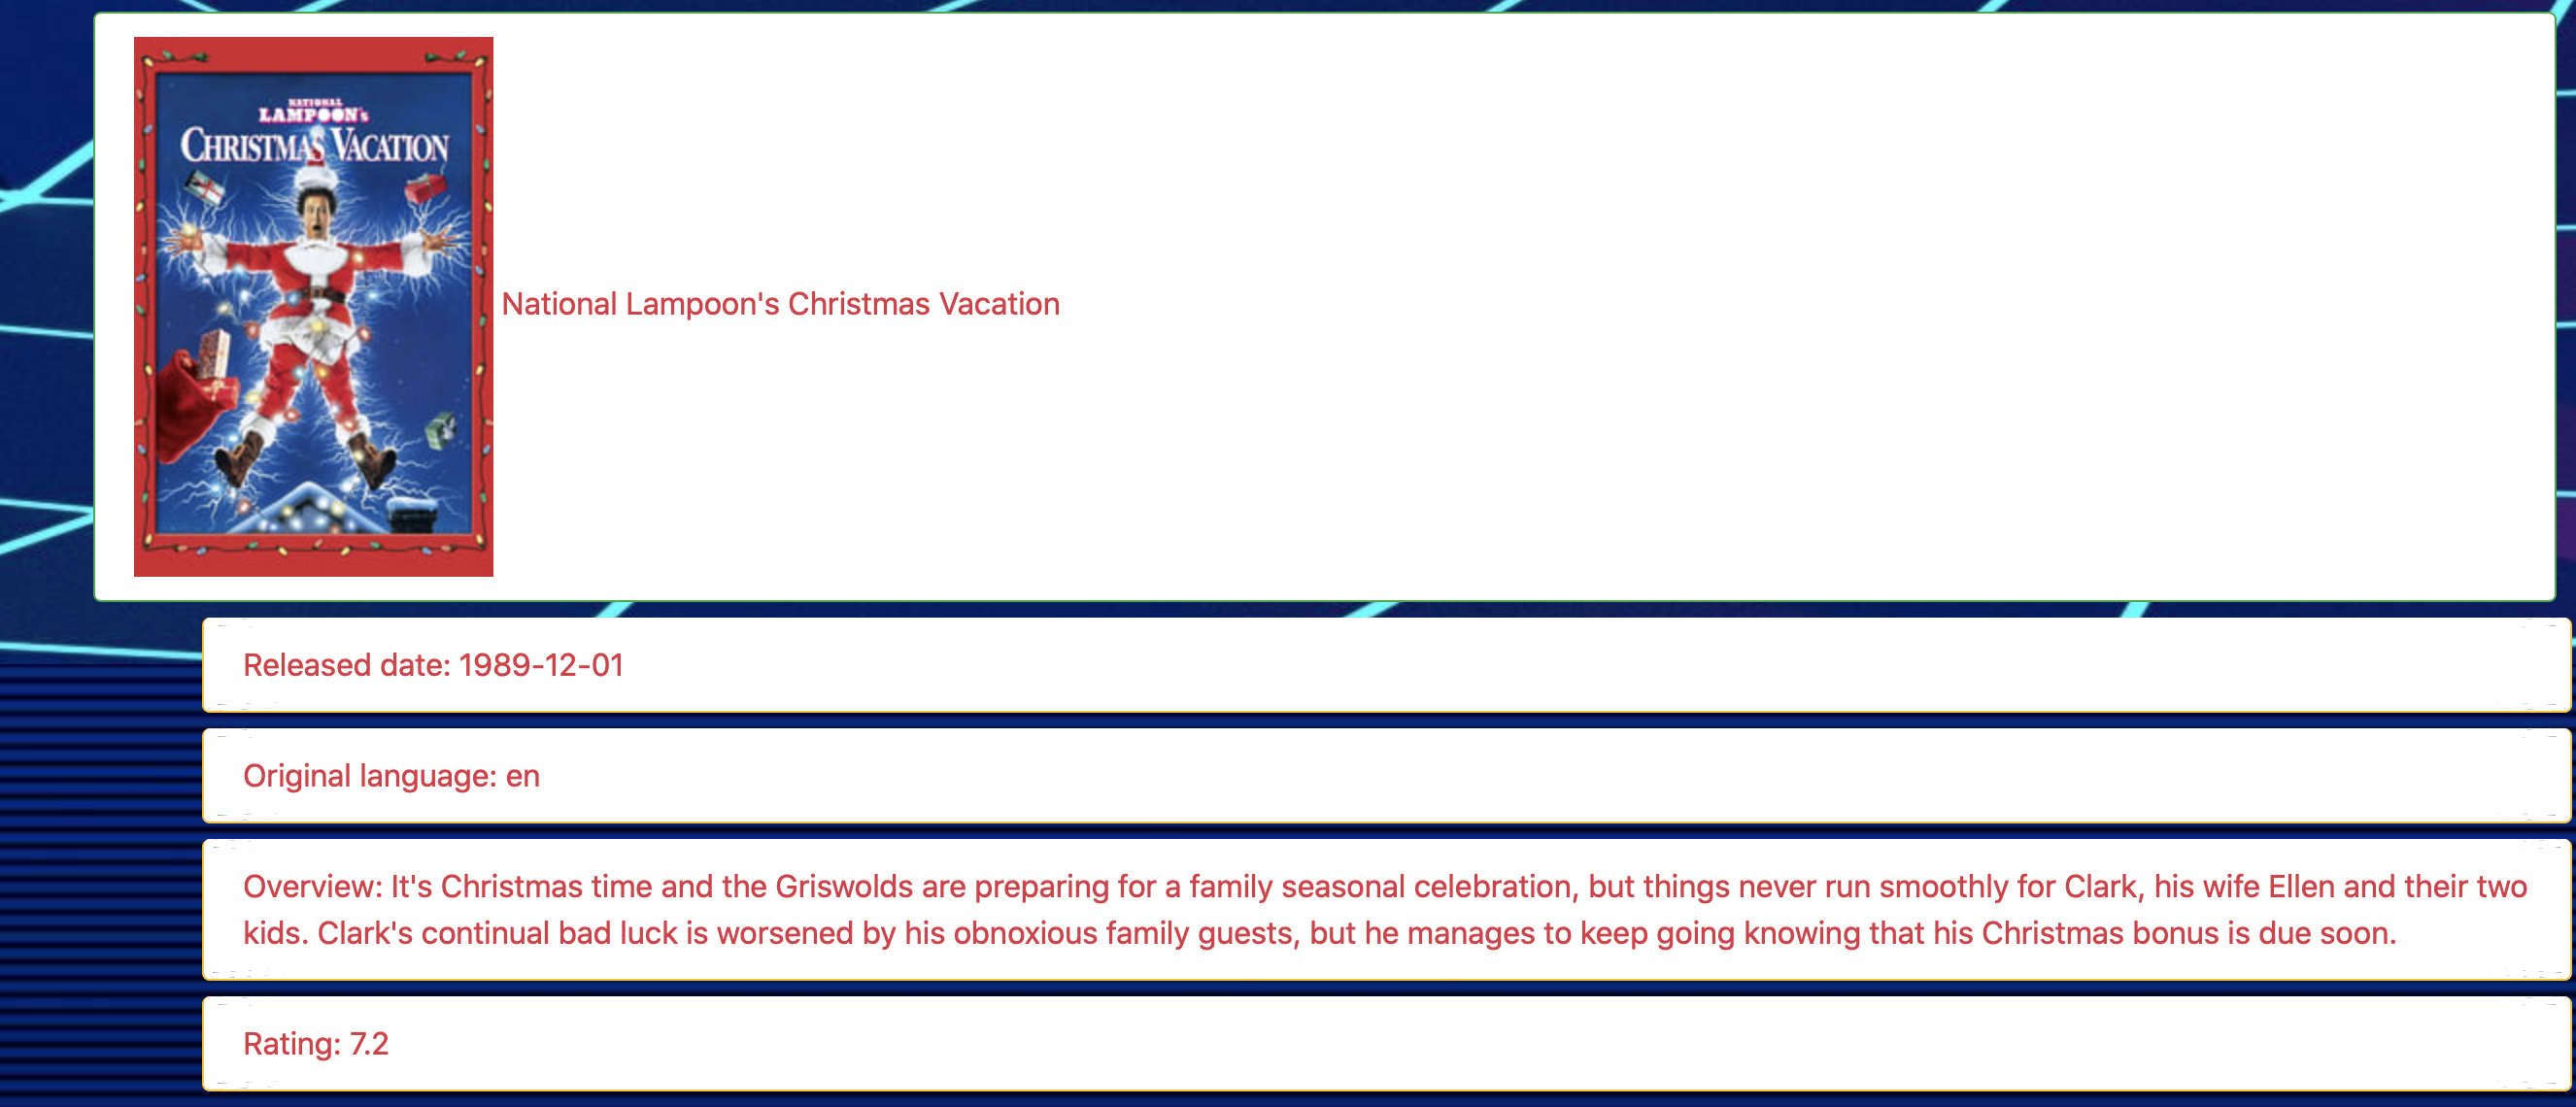 NATIONAL
LAMPOON's
CHRISTMAS VACATION
National Lampoon's Christmas Vacation
Released date: 1989-12-01
Original language: en
Overview: It's Christmas time and the Griswolds are preparing for a family seasonal celebration, but things never run smoothly for Clark, his wife Ellen and their two
kids. Clark's continual bad luck is worsened by his obnoxious family guests, but he manages to keep going knowing that his Christmas bonus is due soon.
Rating: 7.2